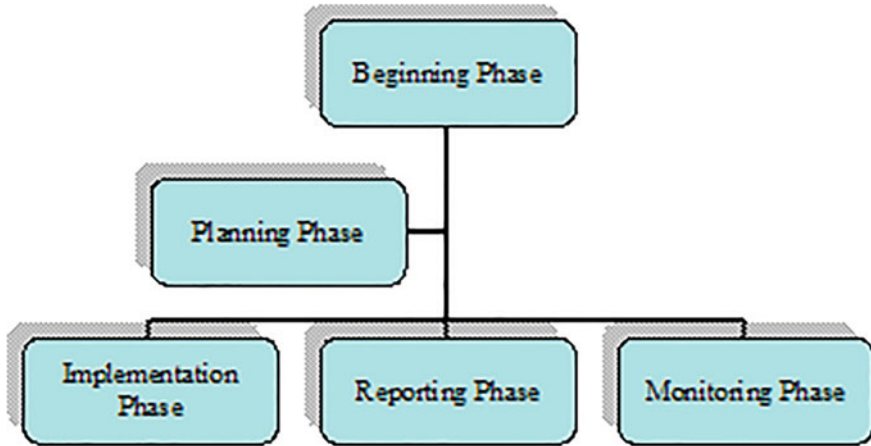 Beginning Phase
Planning Phase
Implementation
Phase
Reporting Phase
Monitoring Phase